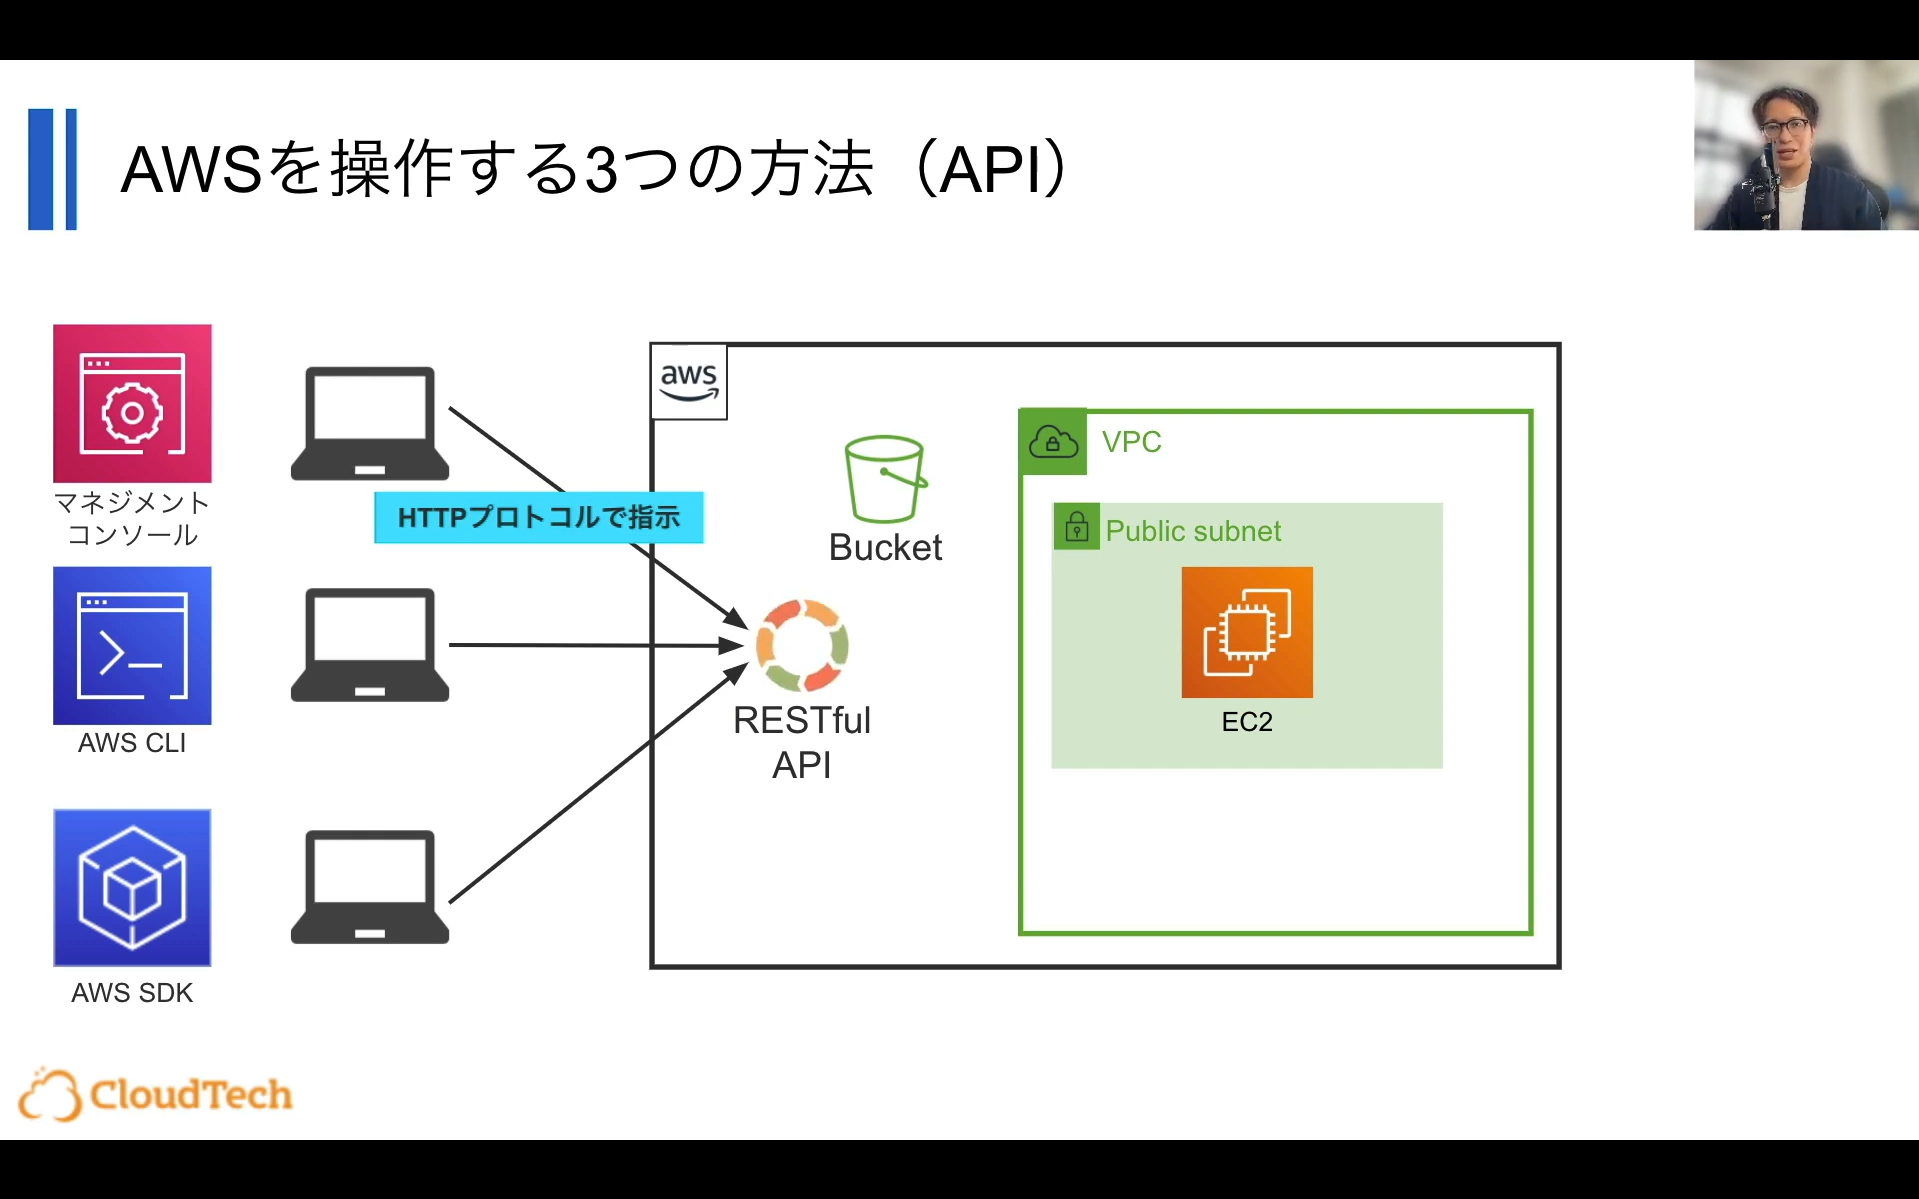 AWSを操作する3つの方法（API）
マネジメント
コンソール
HTTPプロトコルで指示
aws
Bucket
VPC
Public subnet
EC2
RESTful
API
AWS CLI
AWS SDK
CloudTech